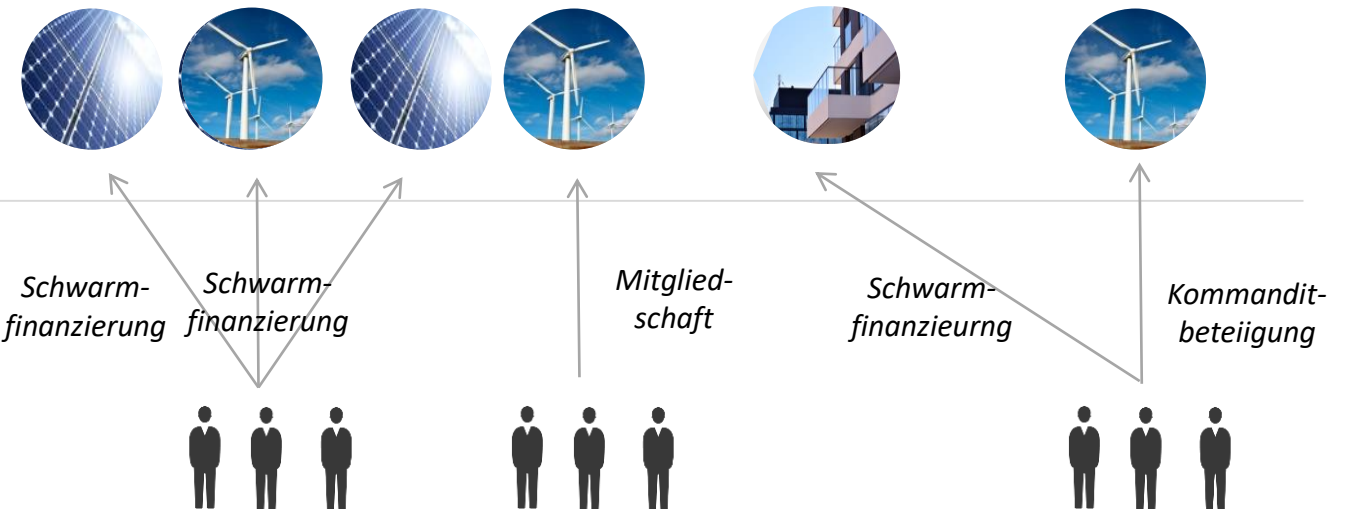 Schwarm-
finanzierung
Schwarm-
finanzierung
Mitglied-
schaft
Schwarm-
finanzieurng
Kommandit-
beteiigung